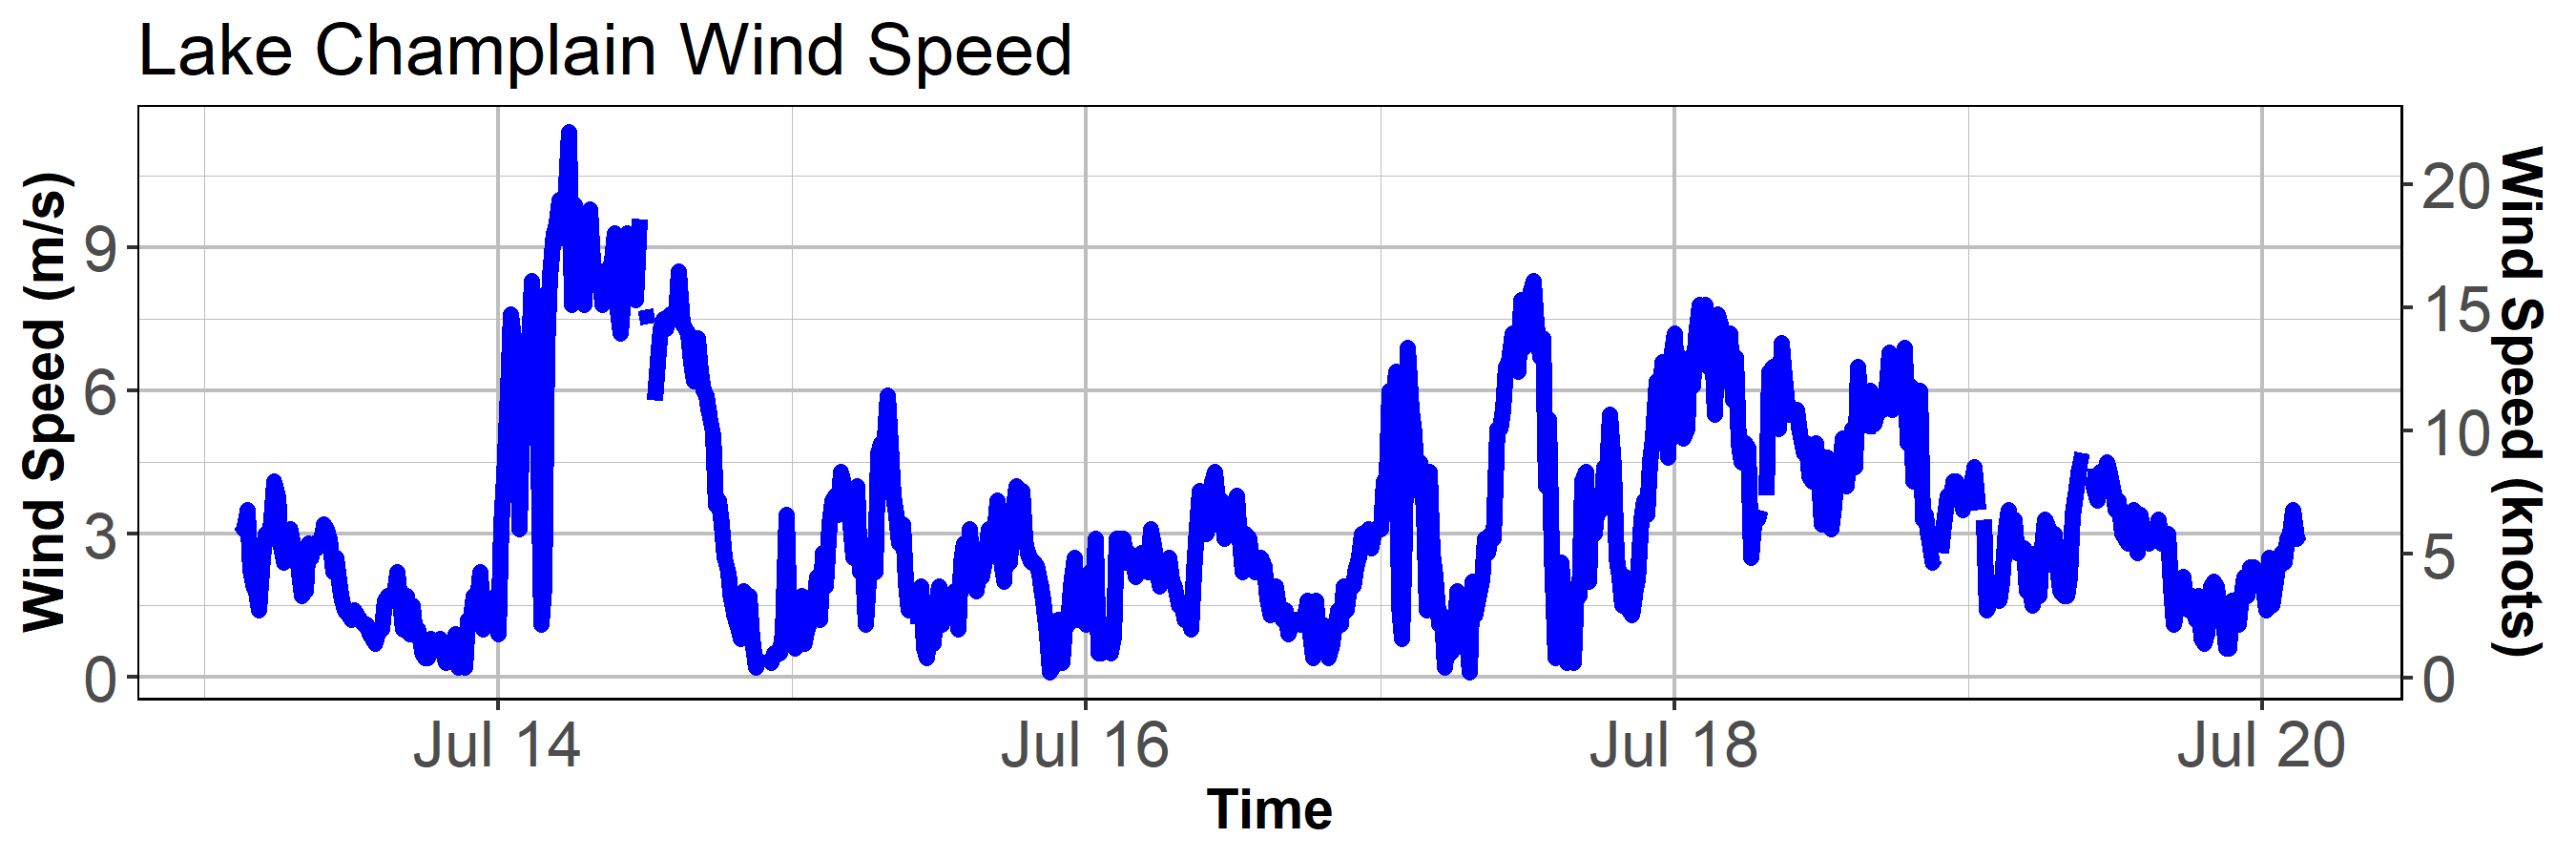 Lake Champlain Wind Speed
Wind Speed (m/s)
9
6
3
0
20
15
10
5
0
Wind Speed (knots)
Jul 14
Jul 16
Jul 18
Jul 20
Time